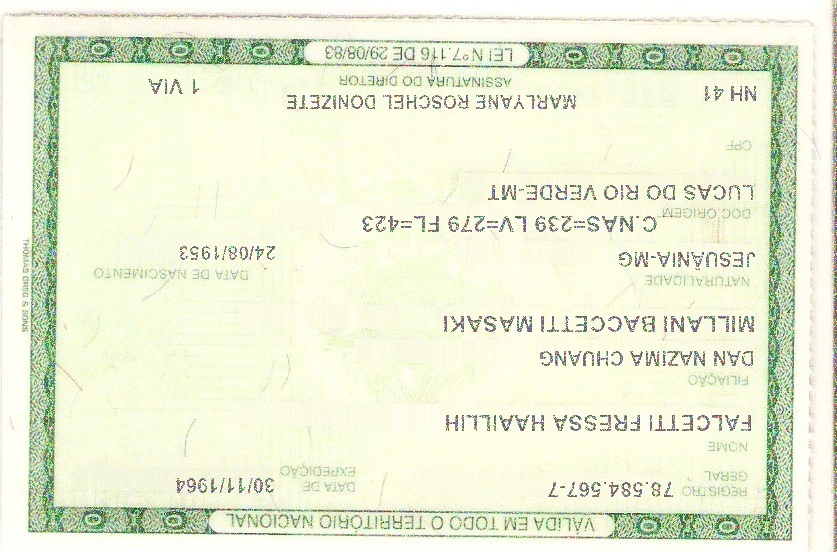 VÁLIDA EM TODO O TERRITÓRIO NACIONAL
REGISTRO GERAL 78.584.567-7 DATA DE EXPEDIÇÃO 30/11/1964
NOME
FALCETTI FRESSA HAAILLIH
FILIAÇÃO
DAN NAZIMA CHUANG
MILLANI BACCETTI MASAKI
NATURALIDADE DATA DE NASCIMENTO
JESUÂNIA-MG 24/08/1953
C.NAS=239 LV=279 FL=423
DOC ORIGEM
LUCAS DO RIO VERDE-MT
CPF
MARLYANE ROSCHEL DONIZETE
NH 41 ASSINATURA DO DIRETOR 1 VIA
LEI Nº 7.116 DE 29/08/83
THOMAS GREG & SONS